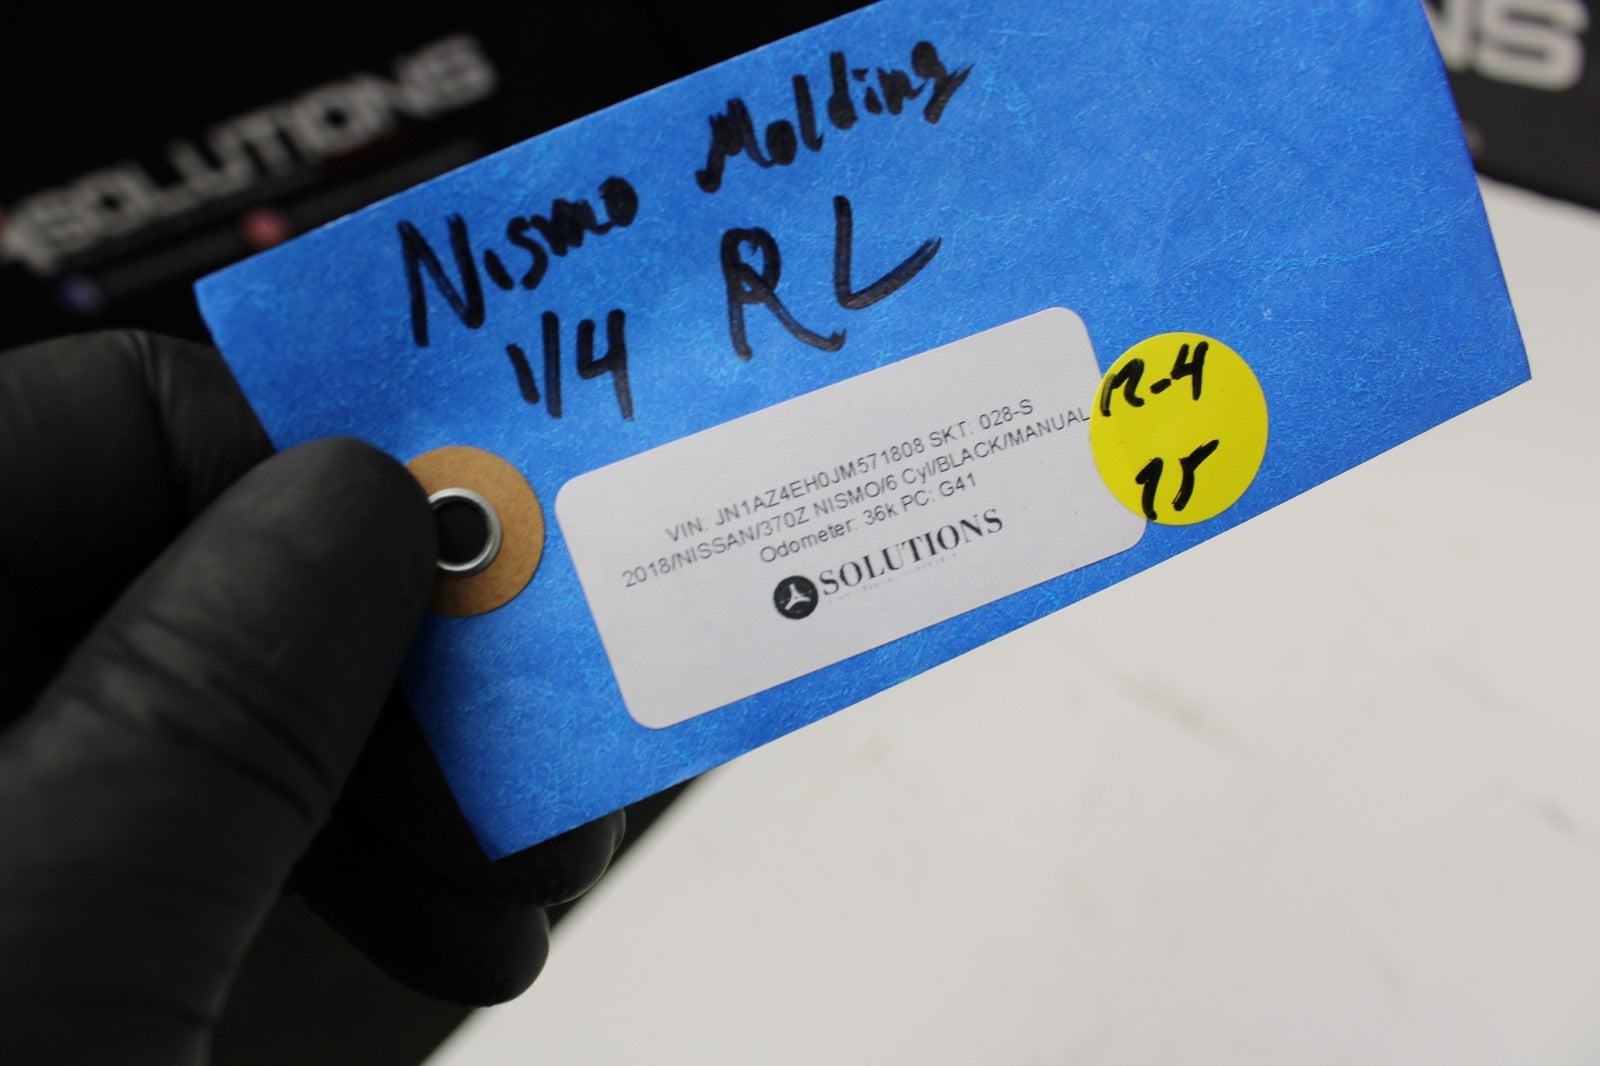 SOLUTIONS
NS
Nismo Molding
1/4 RL
VIN: JN1AZ4EH0JM571808 SKT: 028-S
2018/NISSAN/370Z NISMO/6 Cyl/BLACK/MANUAL
Odometer: 36k PC: G41
SOLUTIONS
R-4